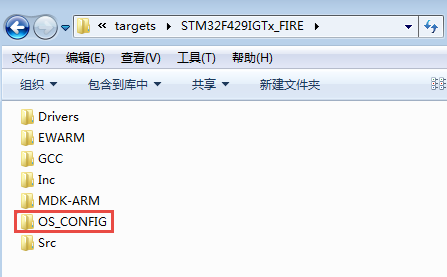 « targets ▸ STM32F429IGTx_FIRE ▸
文件(F) 编辑(E) 查看(V) 工具(T) 帮助(H)
组织 包含到库中 共享 新建文件夹
Drivers
EWARM
GCC
Inc
MDK-ARM
OS_CONFIG
Src